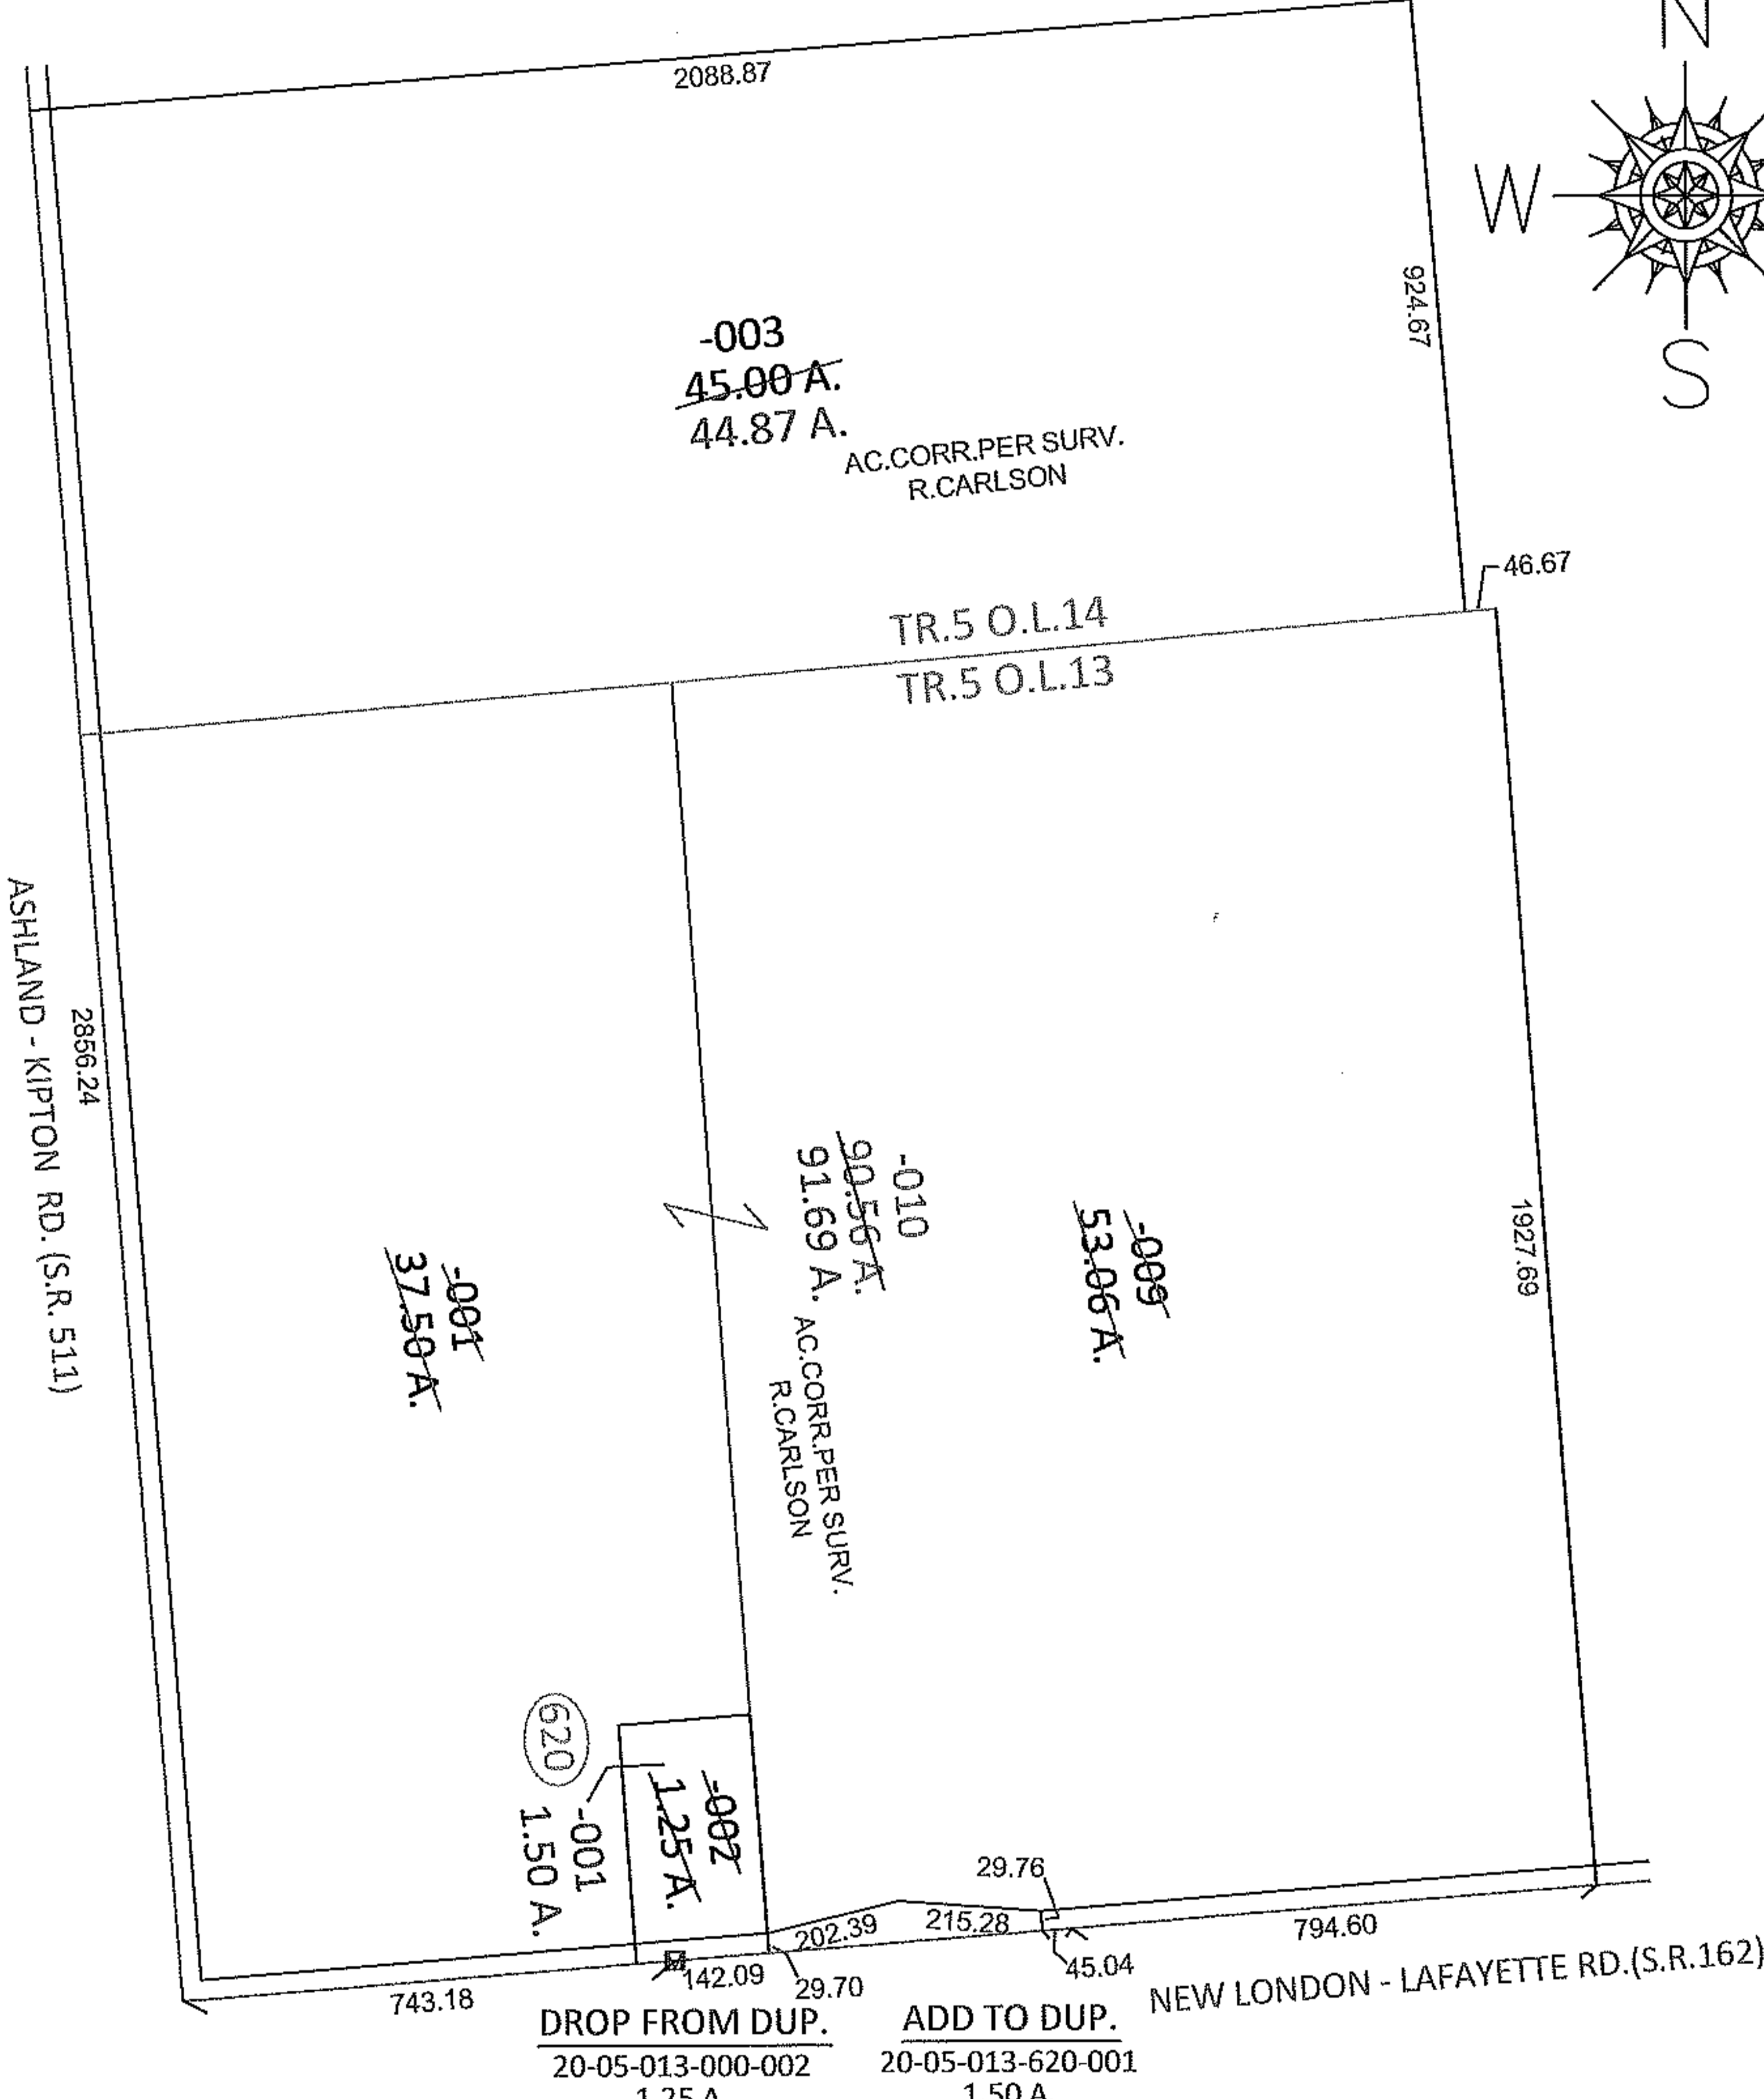 N
2088.87
W
924.67
S
-003
45.00 A.
44.87 A.
AC.CORR.PER SURV.
R.CARLSON
46.67
TR.5 O.L.14
TR.5 O.L.13
ASHLAND - KIPTON RD. (S.R. 511)
2856.24
-010
90.56 A.
91.69 A.
AC.CORR.PER SURV.
R.CARLSON
-009
53.06 A.
1927.69
-001
37.50 A.
620
-001
1.50 A.
-002
1.25 A.
29.76
202.39
215.28
794.60
45.04
142.09
29.70
743.18
NEW LONDON - LAFAYETTE RD.(S.R.162)
DROP FROM DUP.
20-05-013-000-002
1.25 A
ADD TO DUP.
20-05-013-620-001
1.50 A